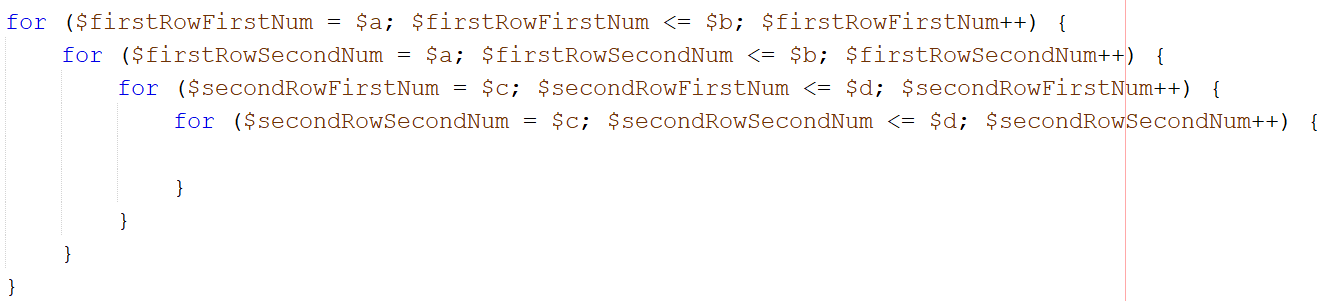 for ($firstRowFirstNum = $a; $firstRowFirstNum <= $b; $firstRowFirstNum++) {
    for ($firstRowSecondNum = $a; $firstRowSecondNum <= $b; $firstRowSecondNum++) {
        for ($secondRowFirstNum = $c; $secondRowFirstNum <= $d; $secondRowFirstNum++) {
            for ($secondRowSecondNum = $c; $secondRowSecondNum <= $d; $secondRowSecondNum++) {

            }
        }
    }
}